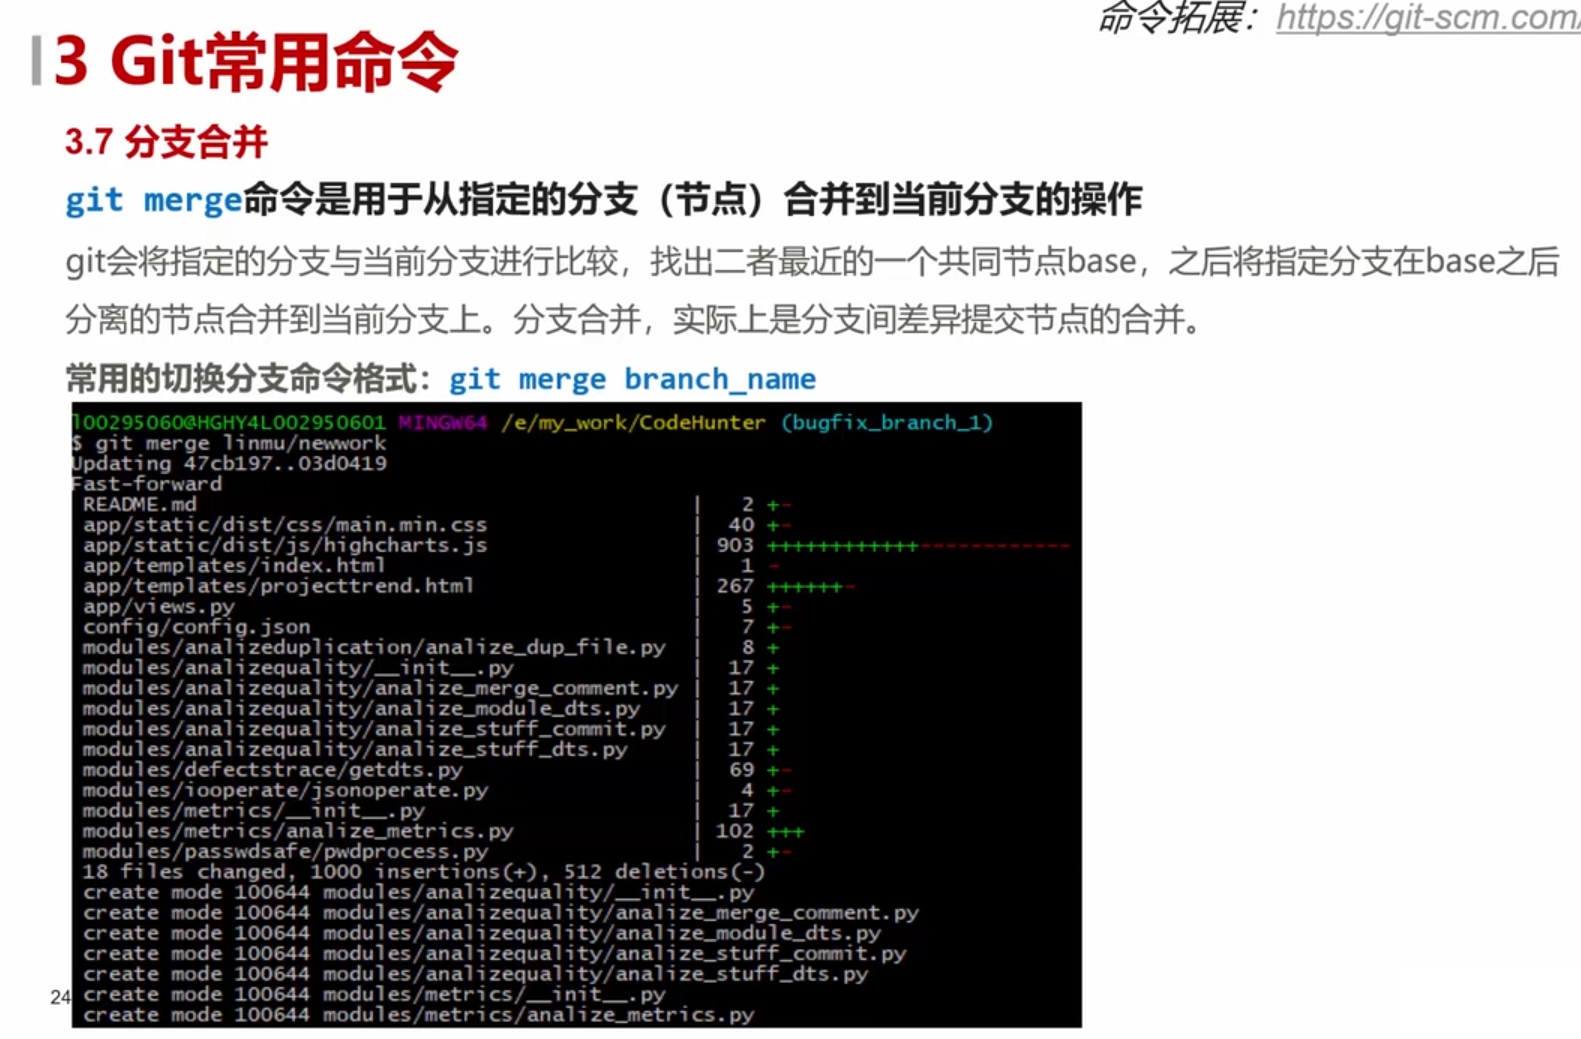 命令拓展：https://git-scm.com/
3 Git常用命令
3.7 分支合并
git merge命令是用于从指定的分支（节点）合并到当前分支的操作
git会将指定的分支与当前分支进行比较，找出二者最近的一个共同节点base，之后将指定分支在base之后
分离的节点合并到当前分支上。分支合并，实际上是分支间差异提交节点的合并。
常用的切换分支命令格式：git merge branch_name
l00295060@HGHY4L002950601 MINGW64 /e/my_work/CodeHunter (bugfix_branch_1)
$ git merge linmu/newwork
Updating 47cb197..03d0419
Fast-forward
README.md | 2 +-
app/static/dist/css/main.min.css | 40 +-
app/static/dist/js/highcharts.js | 903 ++++++++++++------------
app/templates/index.html | 1 -
app/templates/projecttrend.html | 267 ++++++-
app/views.py | 5 +-
config/config.json | 7 +-
modules/analizeduplication/analize_dup_file.py | 8 +
modules/analizequality/__init__.py | 17 +
modules/analizequality/analize_merge_comment.py | 17 +
modules/analizequality/analize_module_dts.py | 17 +
modules/analizequality/analize_stuff_commit.py | 17 +
modules/analizequality/analize_stuff_dts.py | 17 +
modules/defectstrace/getdts.py | 69 +-
modules/iooperate/jsonoperate.py | 4 +-
modules/metrics/__init__.py | 17 +
modules/metrics/analize_metrics.py | 102 +++
modules/passwdsafe/pwdprocess.py | 2 +-
18 files changed, 1000 insertions(+), 512 deletions(-)
create mode 100644 modules/analizequality/__init__.py
create mode 100644 modules/analizequality/analize_merge_comment.py
create mode 100644 modules/analizequality/analize_module_dts.py
create mode 100644 modules/analizequality/analize_stuff_commit.py
create mode 100644 modules/analizequality/analize_stuff_dts.py
create mode 100644 modules/metrics/__init__.py
create mode 100644 modules/metrics/analize_metrics.py
24